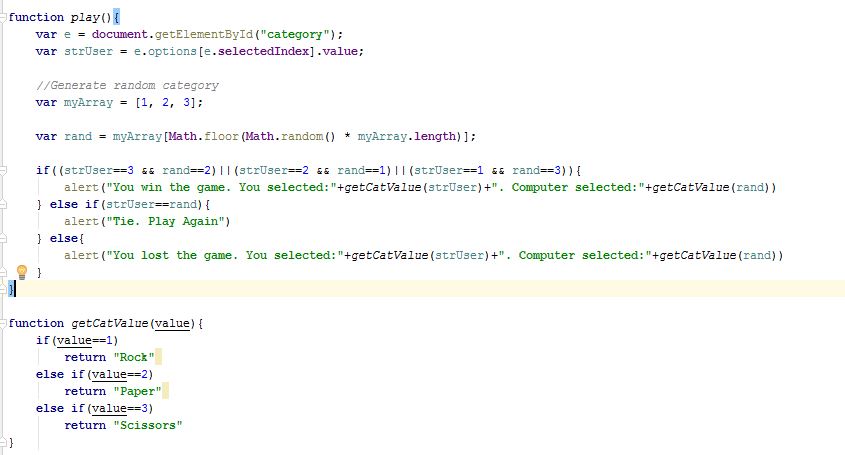 function play(){
var e = document.getElementById("category");
var strUser = e.options[e.selectedIndex].value;
//Generate random category
var myArray = [1, 2, 3];
var rand = myArray[Math.floor(Math.random() * myArray.length)];
if((strUser==3 && rand==2)||(strUser==2 && rand==1)||(strUser==1 && rand==3)){
alert("You win the game. You selected:"+getCatValue(strUser)+". Computer selected:"+getCatValue(rand))
} else if(strUser==rand){
alert("Tie. Play Again")
} else{
alert("You lost the game. You selected:"+getCatValue(strUser)+". Computer selected:"+getCatValue(rand))
}
}
function getCatValue(value){
if(value==1)
return "Rock"
else if(value==2)
return "Paper"
else if(value==3)
return "Scissors"
}